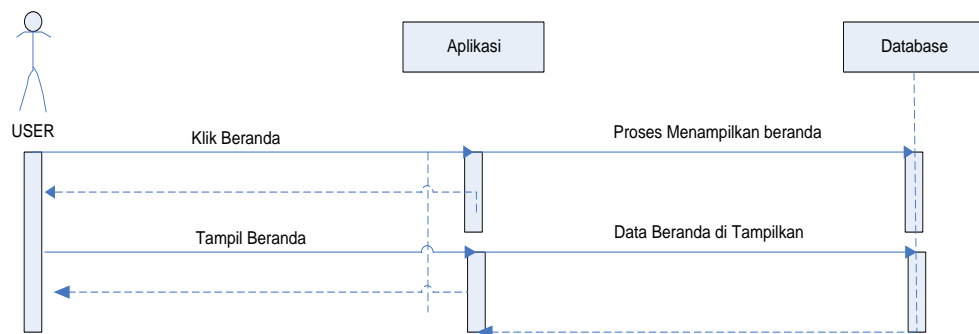 Aplikasi
Database
USER
Klik Beranda
Proses Menampilkan beranda
Tampil Beranda
Data Beranda di Tampilkan